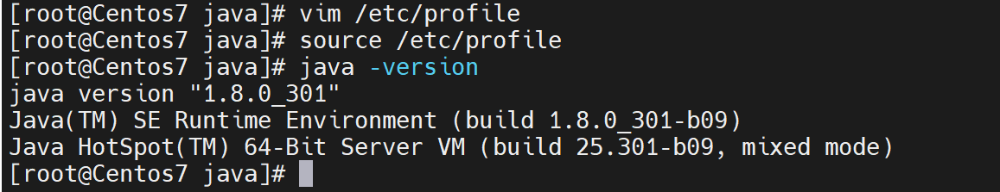 [root@Centos7 java]# vim /etc/profile
[root@Centos7 java]# source /etc/profile
[root@Centos7 java]# java -version
java version "1.8.0_301"
Java(TM) SE Runtime Environment (build 1.8.0_301-b09)
Java HotSpot(TM) 64-Bit Server VM (build 25.301-b09, mixed mode)
[root@Centos7 java]#